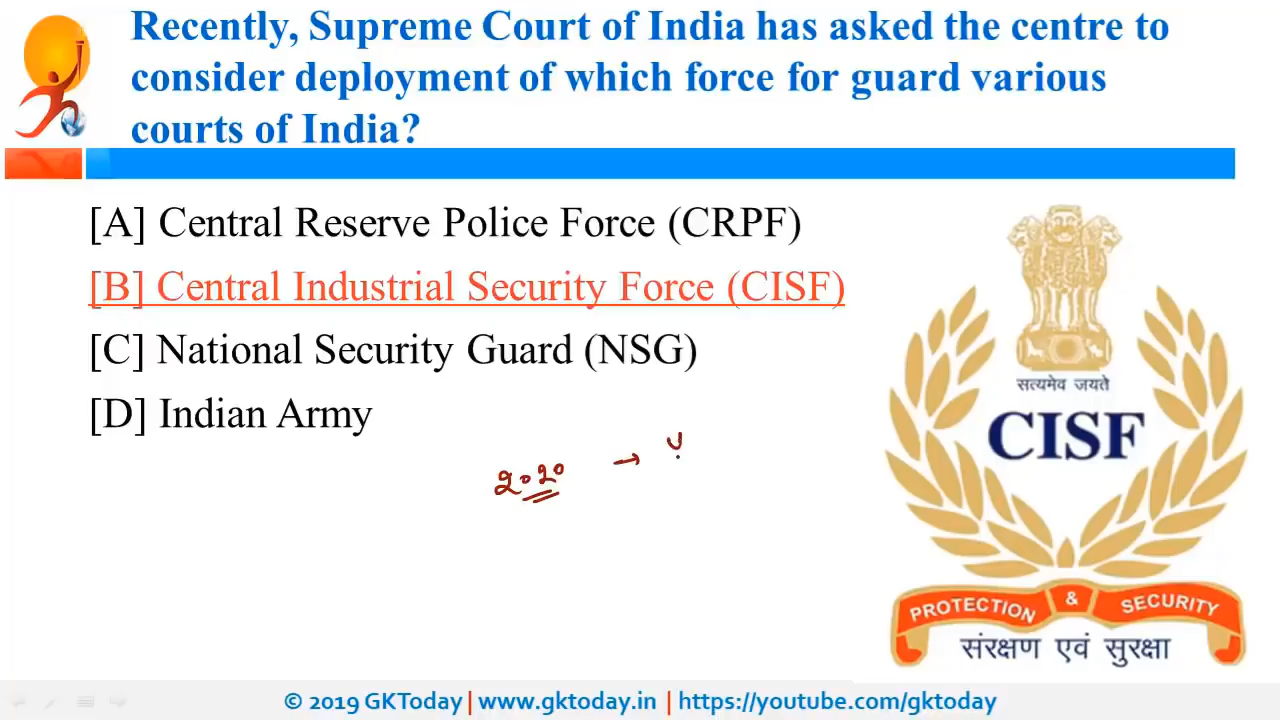 Recently, Supreme Court of India has asked the centre to
consider deployment of which force for guard various
courts of India?
[A] Central Reserve Police Force (CRPF)
[B] Central Industrial Security Force (CISF)
[C] National Security Guard (NSG)
[D] Indian Army
2020 →
सत्यमेव जयते
CISF
PROTECTION & SECURITY
संरक्षण एवं सुरक्षा
© 2019 GKToday | www.gktoday.in | https://youtube.com/gktoday